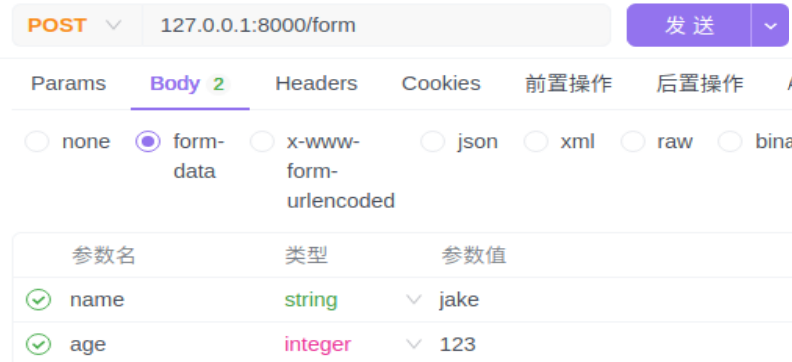 POST 127.0.0.1:8000/form 发送
Params Body 2 Headers Cookies 前置操作 后置操作
none form-data x-www-form-urlencoded json xml raw
参数名 类型 参数值
name string jake
age integer 123